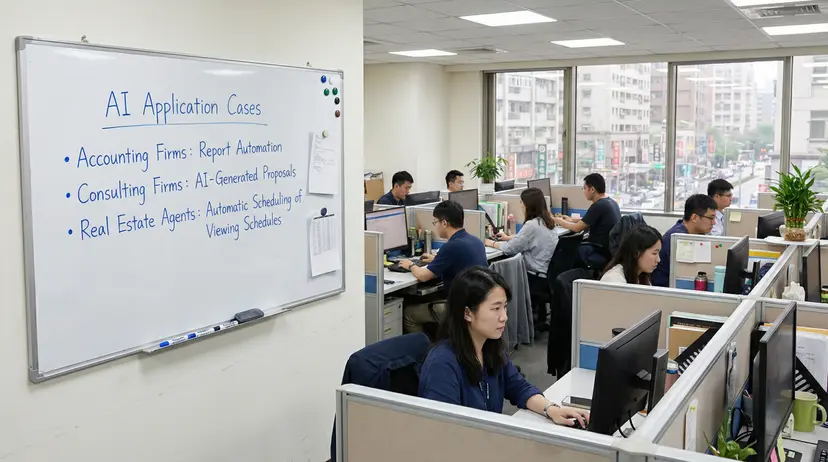 AI Application Cases
• Accounting Firms: Report Automation
• Consulting Firms: AI-Generated Proposals
• Real Estate Agents: Automatic Scheduling of
Viewing Schedules